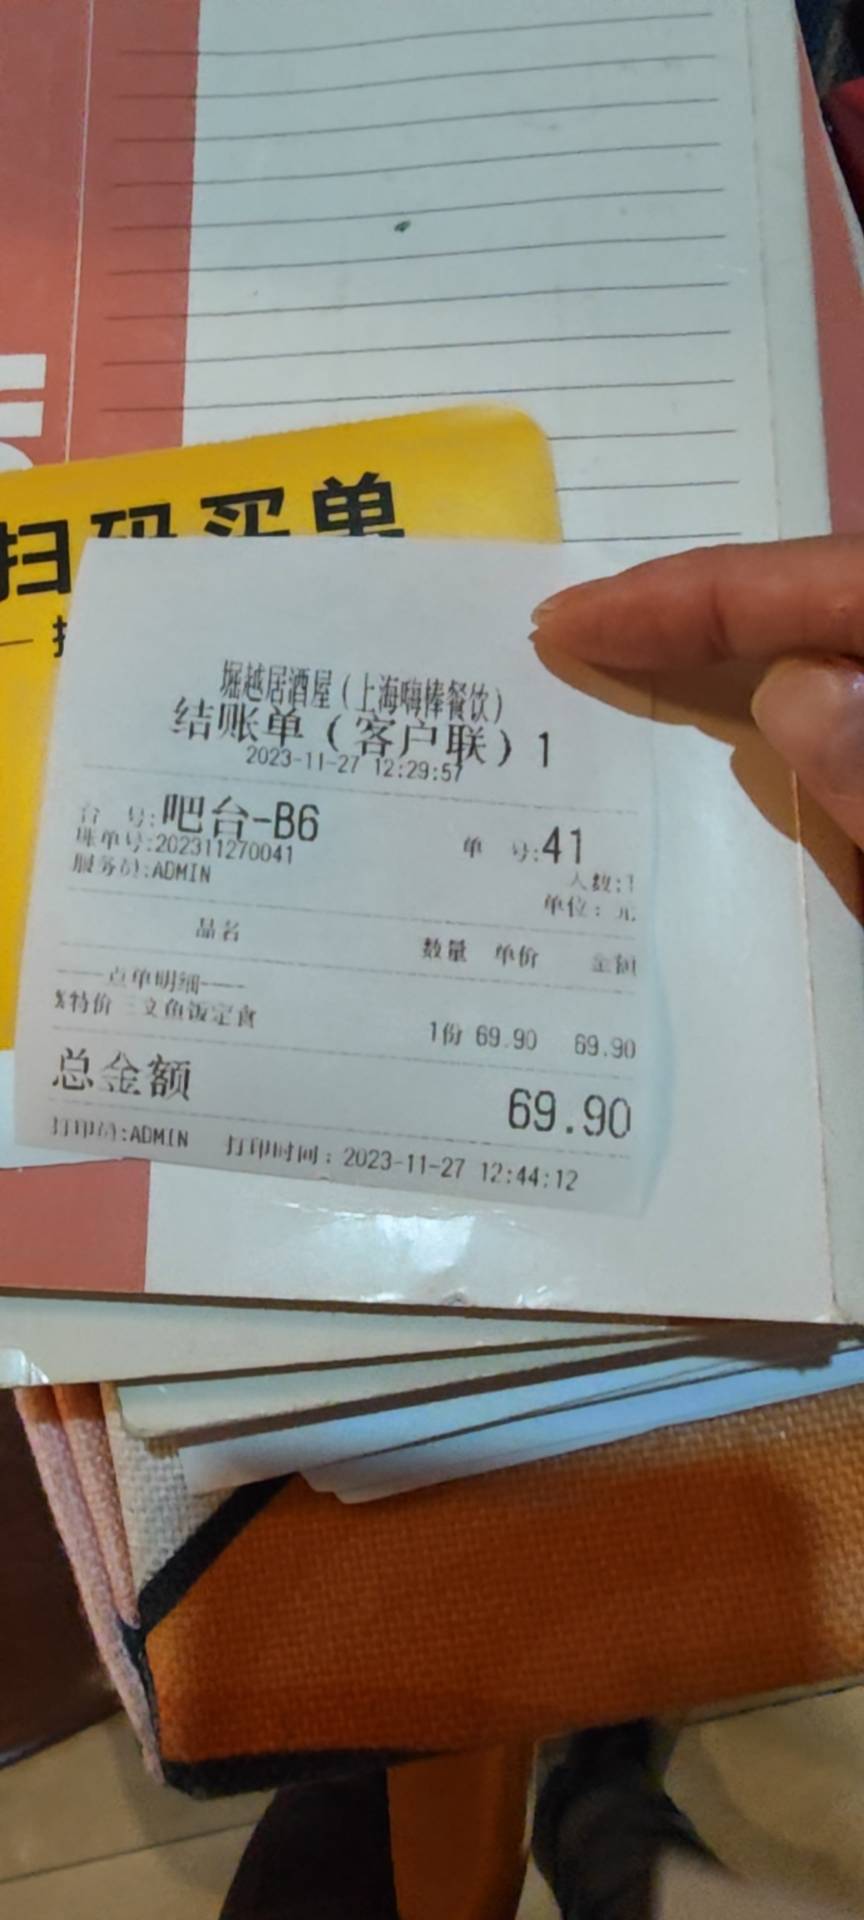 扫码买单
堀越居酒屋(上海嗨棒餐饮)
结账单(客户联)1
2023-11-27 12:29:57
台 号:吧台-B6 单 号:41
账单号:202311270041
人数:1
服务员:ADMIN
单位: 元
品名 数量 单价 金额
----点单明细----
%特价 三文鱼饭定食
1份 69.90 69.90
总金额 69.90
打印员:ADMIN 打印时间:2023-11-27 12:44:12